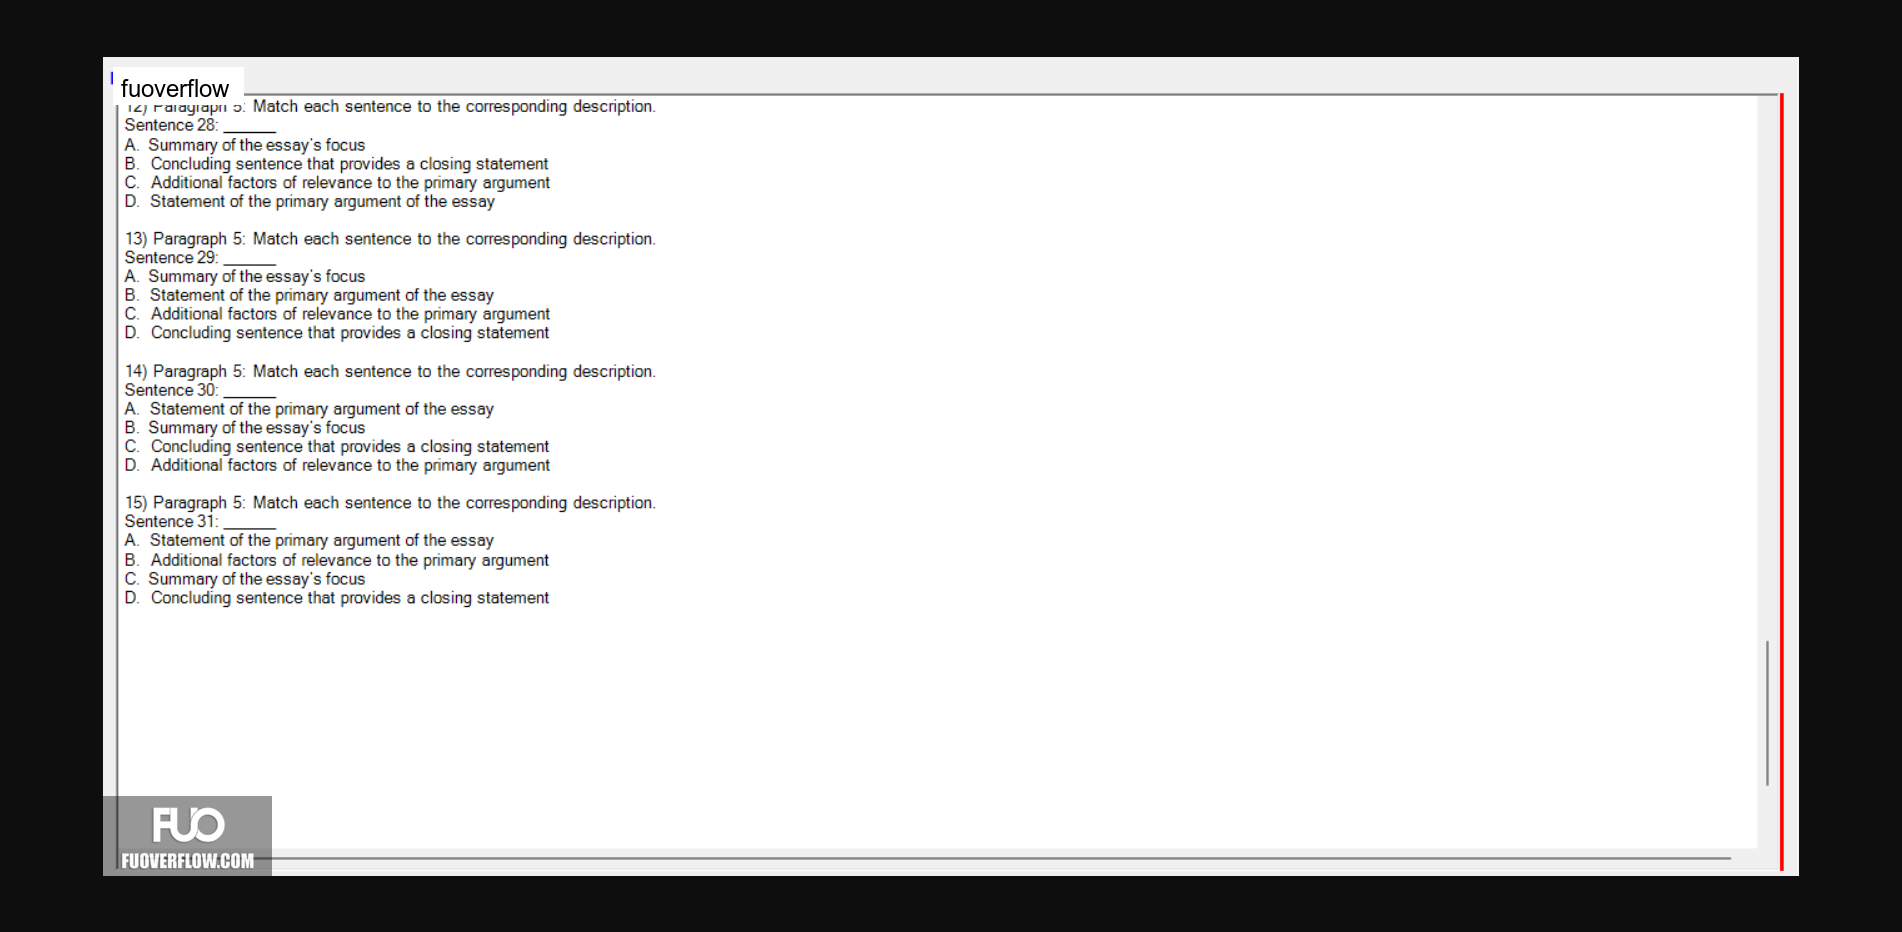 fuoverflow
12) Paragraph 5: Match each sentence to the corresponding description.
Sentence 28: ______
A. Summary of the essay's focus
B. Concluding sentence that provides a closing statement
C. Additional factors of relevance to the primary argument
D. Statement of the primary argument of the essay
13) Paragraph 5: Match each sentence to the corresponding description.
Sentence 29: ______
A. Summary of the essay's focus
B. Statement of the primary argument of the essay
C. Additional factors of relevance to the primary argument
D. Concluding sentence that provides a closing statement
14) Paragraph 5: Match each sentence to the corresponding description.
Sentence 30: ______
A. Statement of the primary argument of the essay
B. Summary of the essay's focus
C. Concluding sentence that provides a closing statement
D. Additional factors of relevance to the primary argument
15) Paragraph 5: Match each sentence to the corresponding description.
Sentence 31: ______
A. Statement of the primary argument of the essay
B. Additional factors of relevance to the primary argument
C. Summary of the essay's focus
D. Concluding sentence that provides a closing statement
FUO
FUOVERFLOW.COM